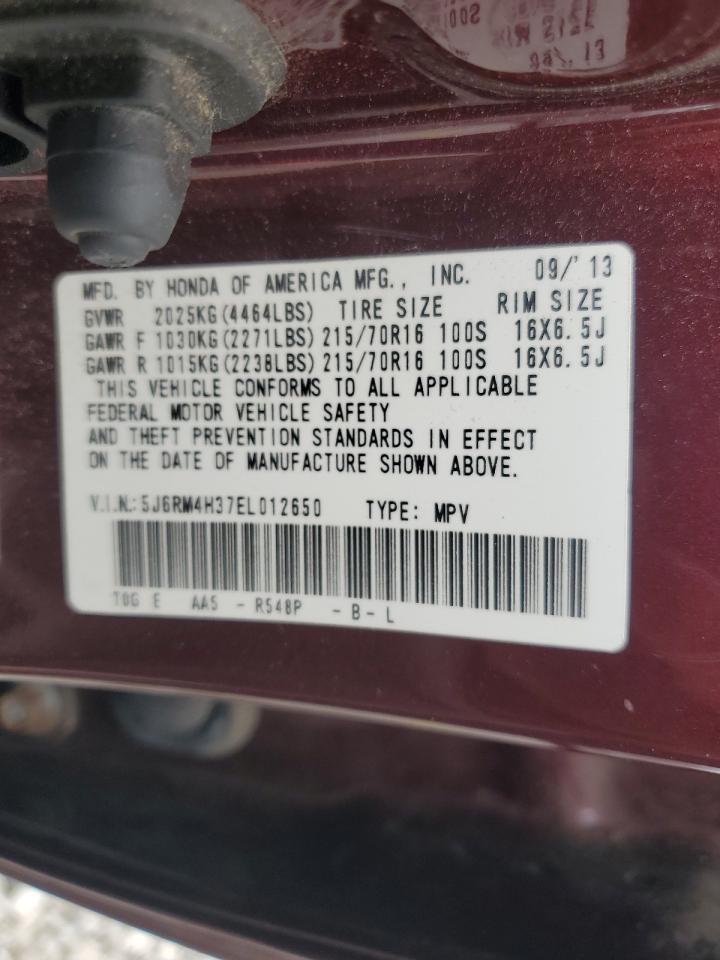 MFD. BY HONDA OF AMERICA MFG., INC. 09/'13
GVWR 2025KG(4464LBS) TIRE SIZE RIM SIZE
GAWR F 1030KG(2271LBS) 215/70R16 100S 16X6.5J
GAWR R 1015KG(2238LBS) 215/70R16 100S 16X6.5J
THIS VEHICLE CONFORMS TO ALL APPLICABLE
FEDERAL MOTOR VEHICLE SAFETY
AND THEFT PREVENTION STANDARDS IN EFFECT
ON THE DATE OF MANUFACTURE SHOWN ABOVE.
V.I.N.: 5J6RM4H37EL012650 TYPE: MPV
T0G E AA5 - R548P - B - L